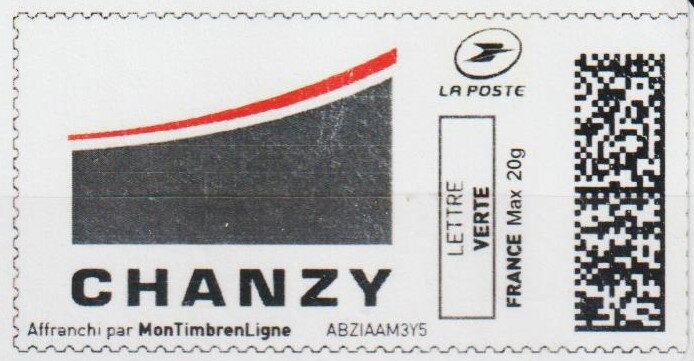 LA POSTE
LETTRE
VERTE
FRANCE Max 20g
CHANZY
Affranchi par MonTimbrenLigne ABZIAAM3Y5